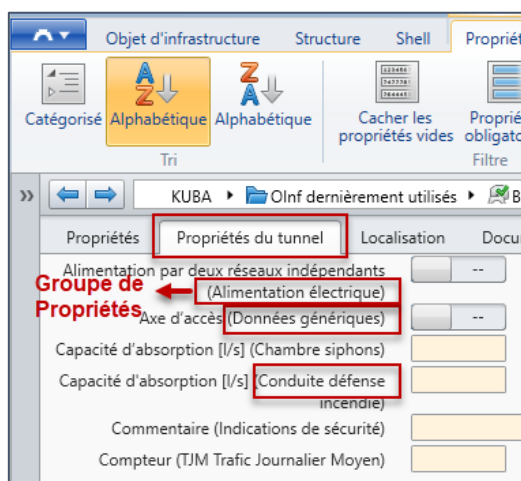 Objet d'infrastructure Structure Shell Propriét
Catégorisé Alphabétique Alphabétique Cacher les propriétés vides Proprié obligato
Tri Filtre
KUBA OInf dernièrement utilisés B
Propriétés Propriétés du tunnel Localisation Docu
Alimentation par deux réseaux indépendants
(Alimentation électrique) --
Groupe de
Propriétés
Axe d'accès (Données génériques) --
Capacité d'absorption [l/s] (Chambre siphons)
Capacité d'absorption [l/s] (Conduite défense
incendie)
Commentaire (Indications de sécurité)
Compteur (TJM Trafic Journalier Moyen)